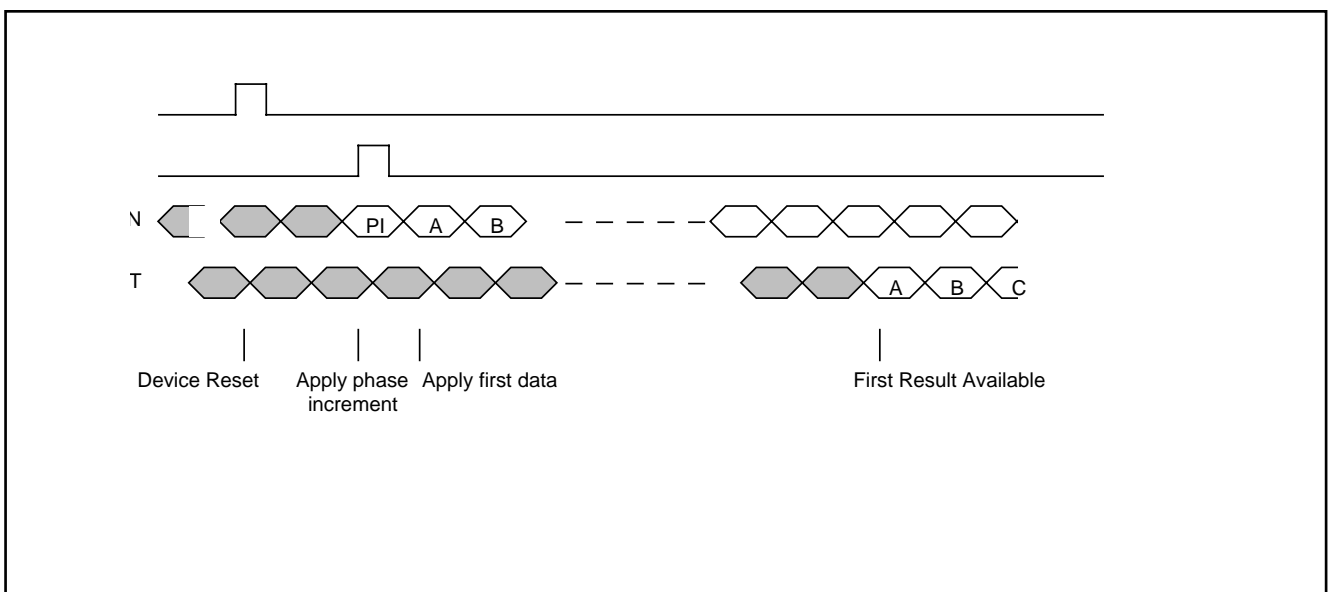 N
PI
A
B
T
A
B
C
Device Reset
Apply phase
increment
Apply first data
First Result Available